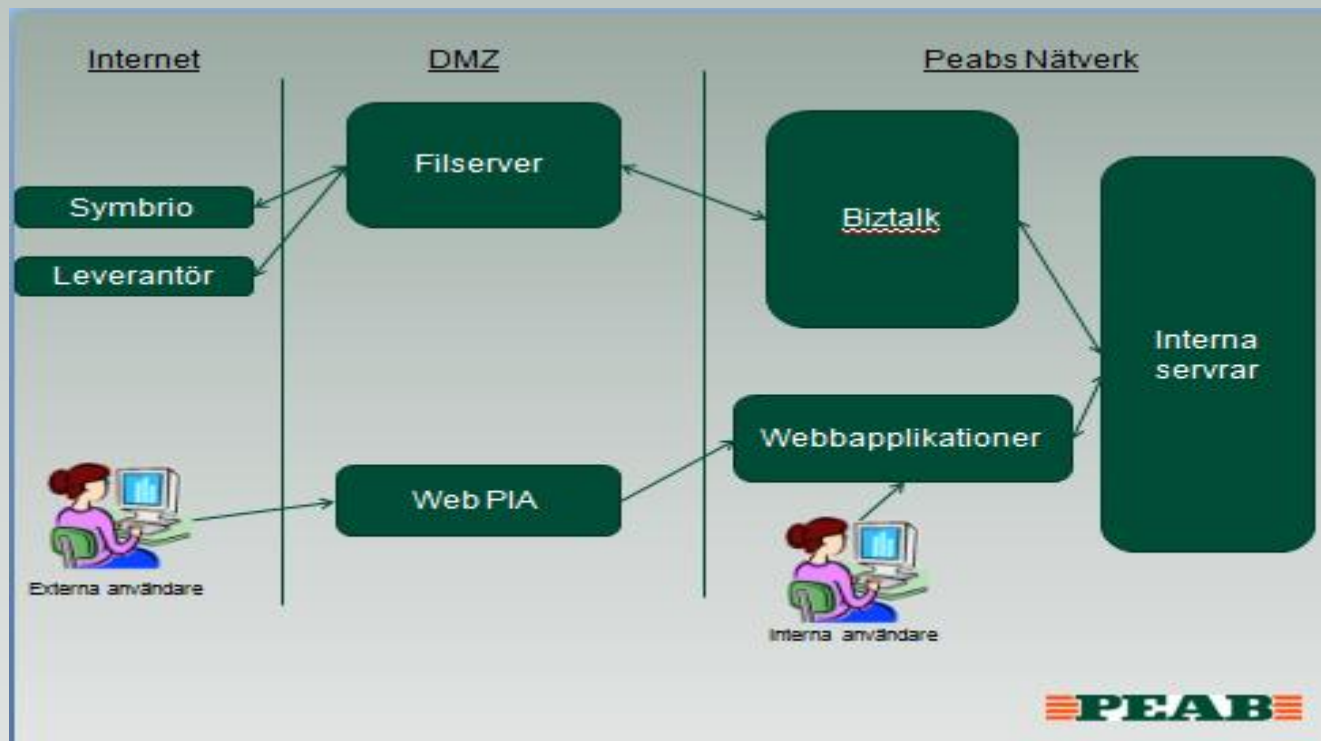 Internet
DMZ
Peabs Nätverk
Filserver
Symbrio
Biztalk
Leverantör
Interna
servrar
Webbapplikationer
Web PIA
Externa användare
Interna användare
PEAB